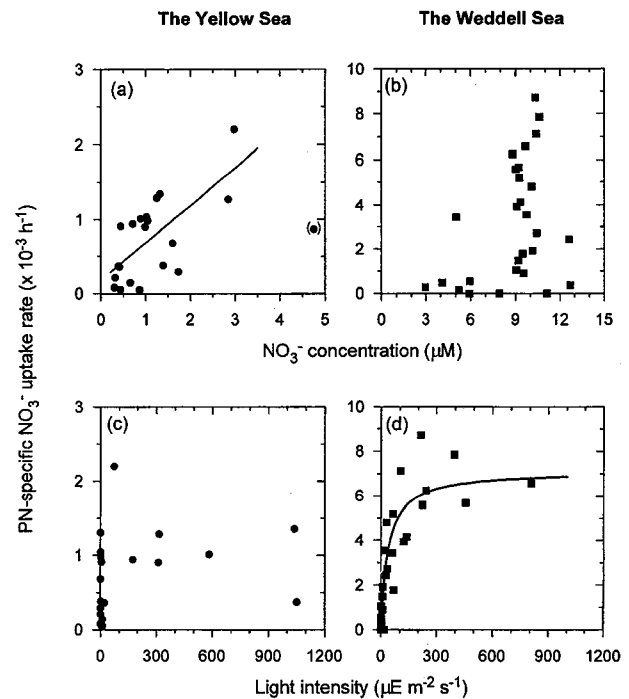 The Yellow Sea The Weddell Sea
PN-specific NO₃⁻ uptake rate (x 10⁻³ h⁻¹)
(a) (b)
3 10
8
2
6
4
1
2
0 0
0 1 2 3 4 5 0 3 6 9 12 15
NO₃⁻ concentration (μM)
(c) (d)
3 10
8
2
6
4
1
2
0 0
0 300 600 900 1200 0 300 600 900 1200
Light intensity (μE m⁻² s⁻¹)